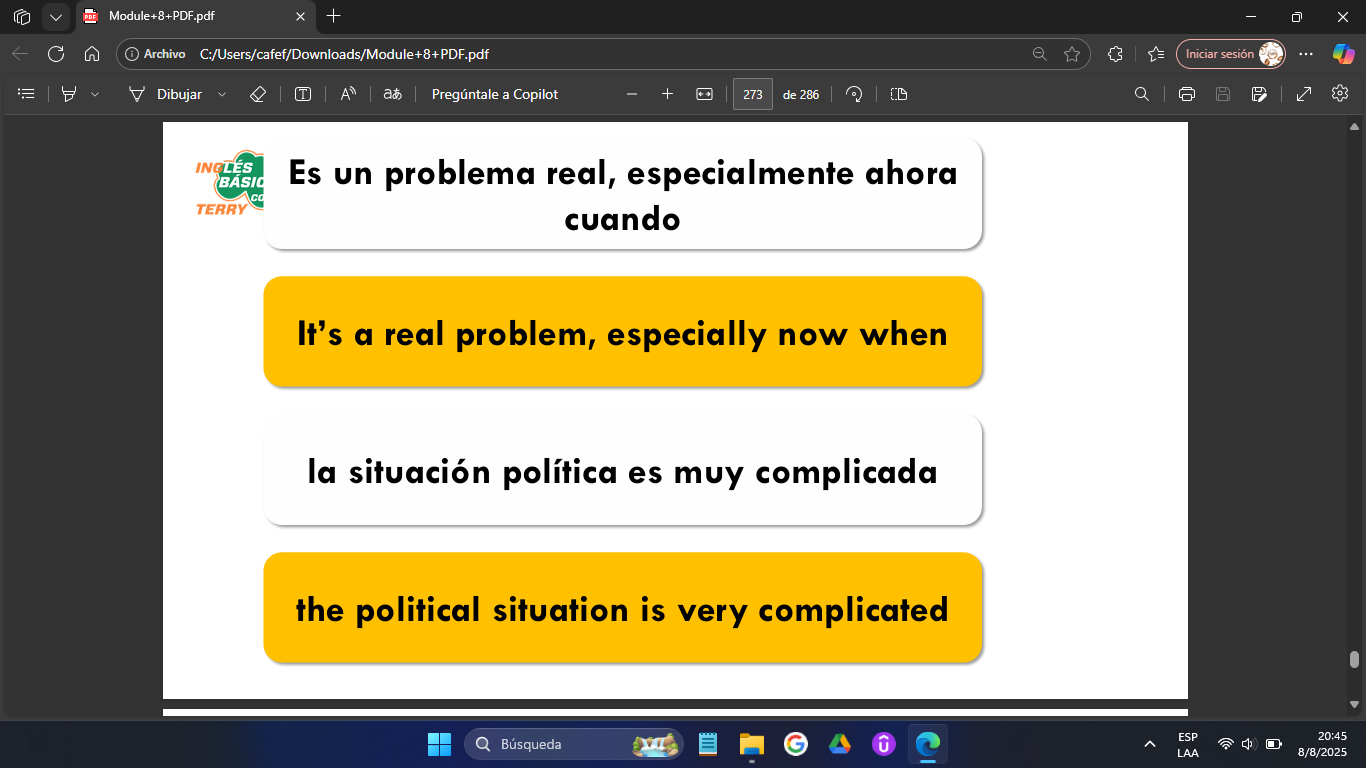 Module+8+PDF.pdf
Archivo C:/Users/cafef/Downloads/Module+8+PDF.pdf
Iniciar sesión
Dibujar
Pregúntale a Copilot
273 de 286
INGLÉS
BÁSICO
CO
TERRY
Es un problema real, especialmente ahora
cuando
It's a real problem, especially now when
la situación política es muy complicada
the political situation is very complicated
Búsqueda
ESP
LAA
20:45
8/8/2025